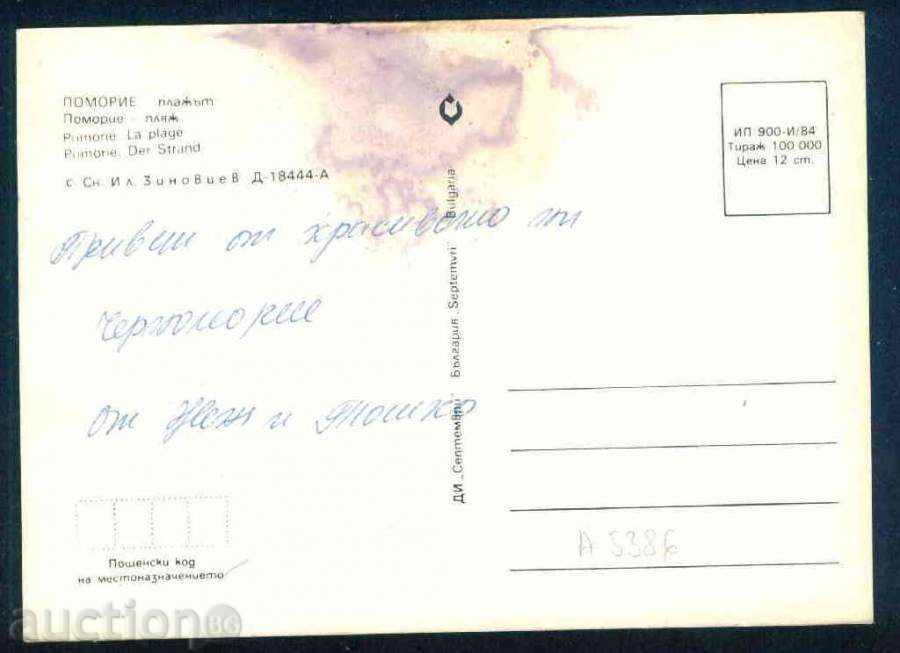 ПОМОРИЕ плажът
Поморие - пляж
Pomorie. La plage
Pomorie. Der Strand
с Сн Ил. Зиновиев Д-18444-А
ИП 900-И/84
Тираж 100 000
Цена 12 ст.
Привет от красивото ни
Черноморие
от и Тошко
ДИ „Септември“ България „Septemvri“ Bulgaria
Пощенски код
на местоназначението
А 5386
auction BG